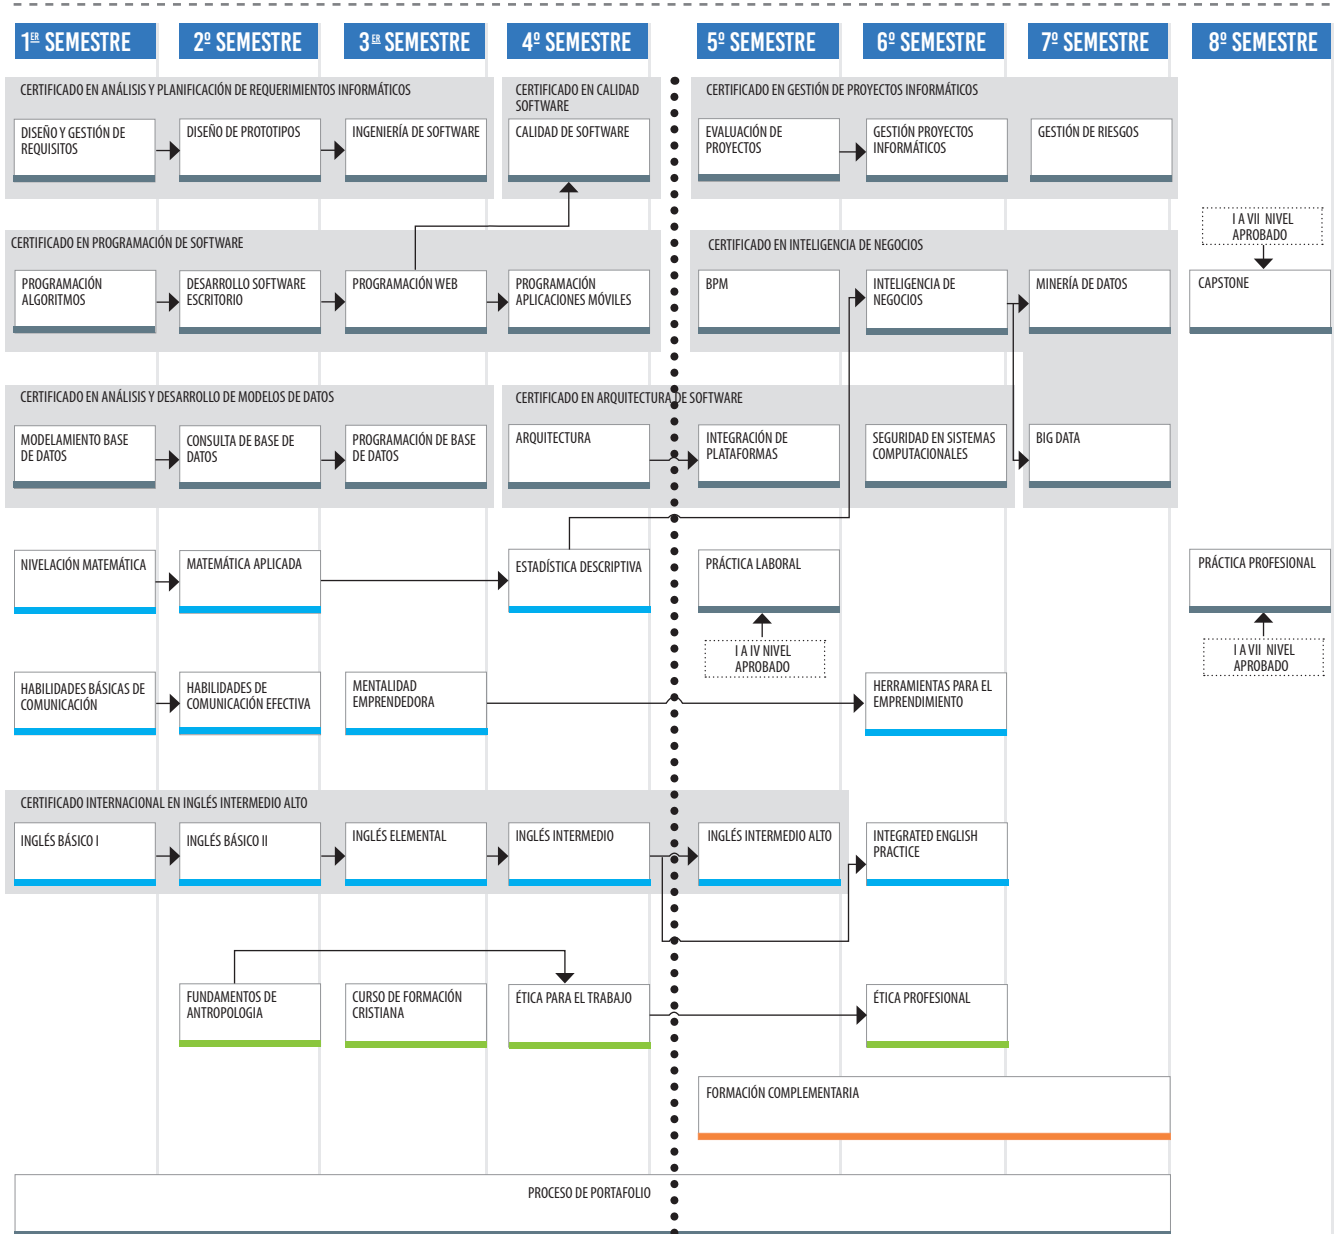 1ER SEMESTRE
2º SEMESTRE
3ER SEMESTRE
4º SEMESTRE
5º SEMESTRE
6º SEMESTRE
7º SEMESTRE
8º SEMESTRE
CERTIFICADO EN ANÁLISIS Y PLANIFICACIÓN DE REQUERIMIENTOS INFORMÁTICOS
CERTIFICADO EN CALIDAD
SOFTWARE
CERTIFICADO EN GESTIÓN DE PROYECTOS INFORMÁTICOS
DISEÑO Y GESTIÓN DE
REQUISITOS
DISEÑO DE PROTOTIPOS
INGENIERÍA DE SOFTWARE
CALIDAD DE SOFTWARE
EVALUACIÓN DE
PROYECTOS
GESTIÓN PROYECTOS
INFORMÁTICOS
GESTIÓN DE RIESGOS
I A VII NIVEL
APROBADO
CERTIFICADO EN PROGRAMACIÓN DE SOFTWARE
CERTIFICADO EN INTELIGENCIA DE NEGOCIOS
PROGRAMACIÓN
ALGORITMOS
DESARROLLO SOFTWARE
ESCRITORIO
PROGRAMACIÓN WEB
PROGRAMACIÓN
APLICACIONES MÓVILES
BPM
INTELIGENCIA DE
NEGOCIOS
MINERÍA DE DATOS
CAPSTONE
CERTIFICADO EN ANÁLISIS Y DESARROLLO DE MODELOS DE DATOS
CERTIFICADO EN ARQUITECTURA DE SOFTWARE
MODELAMIENTO BASE
DE DATOS
CONSULTA DE BASE DE
DATOS
PROGRAMACIÓN DE BASE
DE DATOS
ARQUITECTURA
INTEGRACIÓN DE
PLATAFORMAS
SEGURIDAD EN SISTEMAS
COMPUTACIONALES
BIG DATA
NIVELACIÓN MATEMÁTICA
MATEMÁTICA APLICADA
ESTADÍSTICA DESCRIPTIVA
PRÁCTICA LABORAL
PRÁCTICA PROFESIONAL
I A IV NIVEL
APROBADO
I A VII NIVEL
APROBADO
HABILIDADES BÁSICAS DE
COMUNICACIÓN
HABILIDADES DE
COMUNICACIÓN EFECTIVA
MENTALIDAD
EMPRENDEDORA
HERRAMIENTAS PARA EL
EMPRENDIMIENTO
CERTIFICADO INTERNACIONAL EN INGLÉS INTERMEDIO ALTO
INGLÉS BÁSICO I
INGLÉS BÁSICO II
INGLÉS ELEMENTAL
INGLÉS INTERMEDIO
INGLÉS INTERMEDIO ALTO
INTEGRATED ENGLISH
PRACTICE
FUNDAMENTOS DE
ANTROPOLOGIA
CURSO DE FORMACIÓN
CRISTIANA
ÉTICA PARA EL TRABAJO
ÉTICA PROFESIONAL
FORMACIÓN COMPLEMENTARIA
PROCESO DE PORTAFOLIO